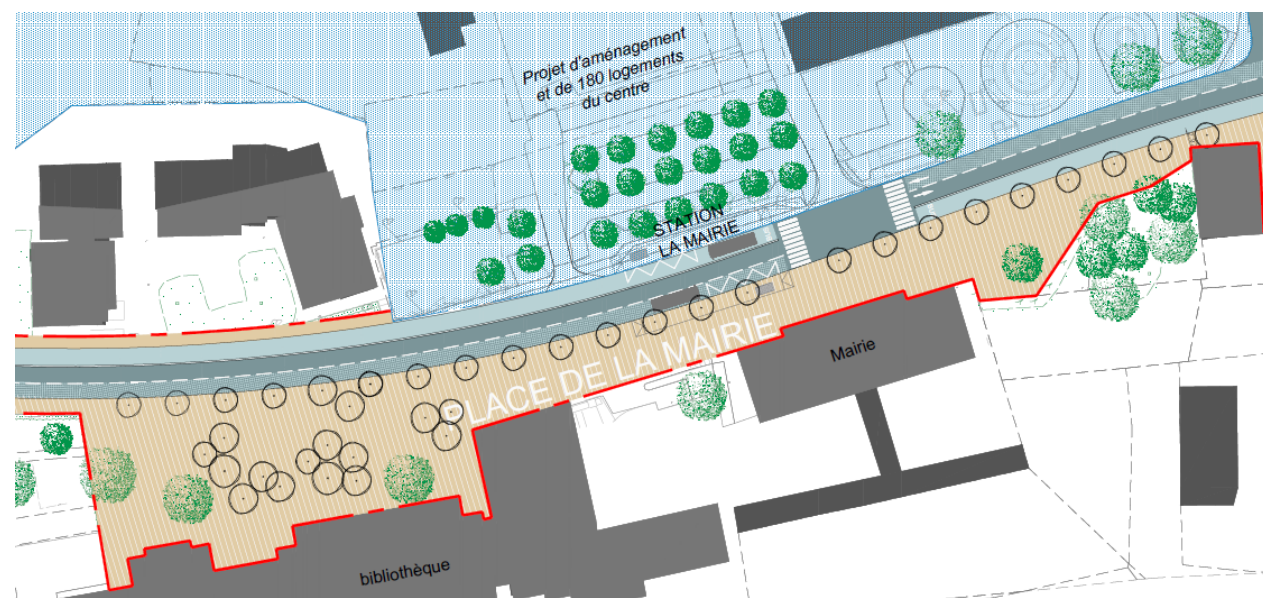 Projet d'aménagement
et de 180 logements
du centre
STATION
LA MAIRIE
PLACE DE LA MAIRIE
Mairie
bibliothèque